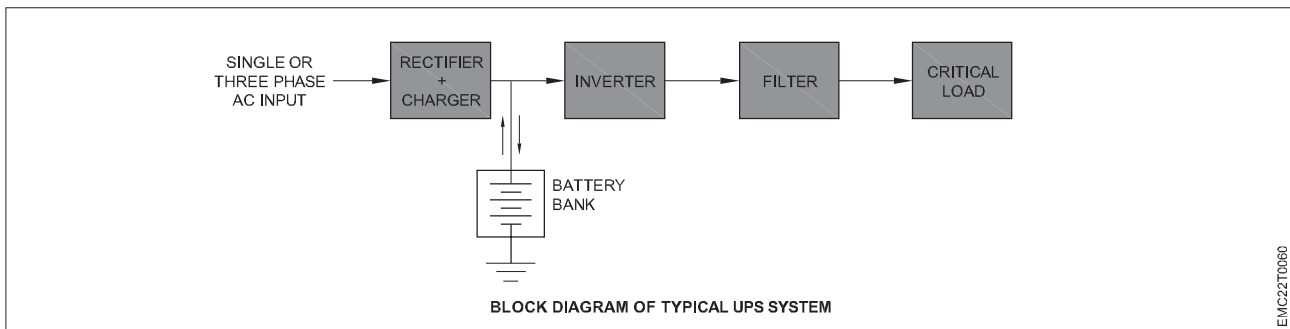 SINGLE OR
THREE PHASE
AC INPUT
RECTIFIER
+
CHARGER
INVERTER
FILTER
CRITICAL
LOAD
BATTERY
BANK
BLOCK DIAGRAM OF TYPICAL UPS SYSTEM
EMC22T0060